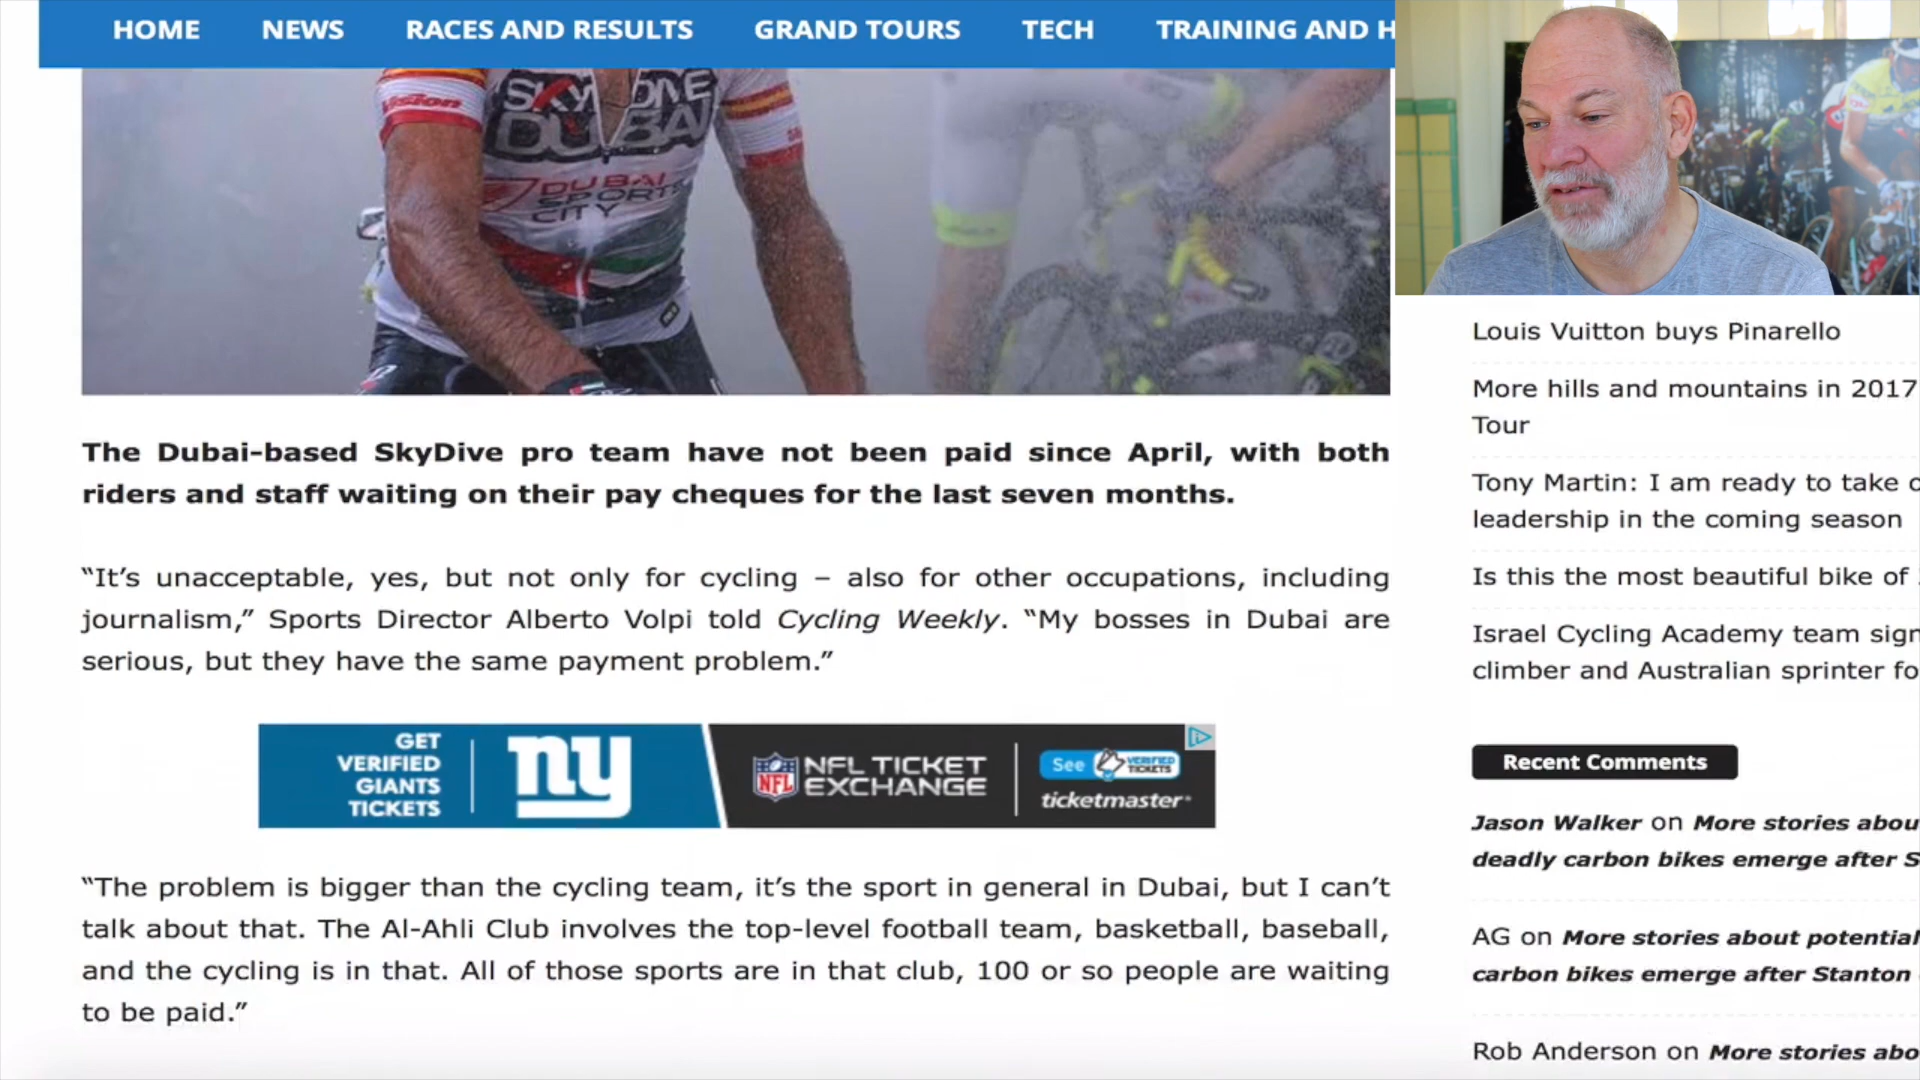 HOME NEWS RACES AND RESULTS GRAND TOURS TECH TRAINING AND H
Vision
SKYDIVE
DUBAI
DUBAI
SPORTS
CITY
The Dubai-based SkyDive pro team have not been paid since April, with both
riders and staff waiting on their pay cheques for the last seven months.
“It’s unacceptable, yes, but not only for cycling – also for other occupations, including
journalism,” Sports Director Alberto Volpi told Cycling Weekly. “My bosses in Dubai are
serious, but they have the same payment problem.”
GET
VERIFIED
GIANTS
TICKETS
ny
NFL
NFL TICKET
EXCHANGE
See VERIFIED TICKETS
ticketmaster®
“The problem is bigger than the cycling team, it’s the sport in general in Dubai, but I can’t
talk about that. The Al-Ahli Club involves the top-level football team, basketball, baseball,
and the cycling is in that. All of those sports are in that club, 100 or so people are waiting
to be paid.”
Louis Vuitton buys Pinarello
More hills and mountains in 2017
Tour
Tony Martin: I am ready to take
leadership in the coming season
Is this the most beautiful bike of
Israel Cycling Academy team sign
climber and Australian sprinter fo
Recent Comments
Jason Walker on More stories abou
deadly carbon bikes emerge after S
AG on More stories about potential
carbon bikes emerge after Stanton
Rob Anderson on More stories abo